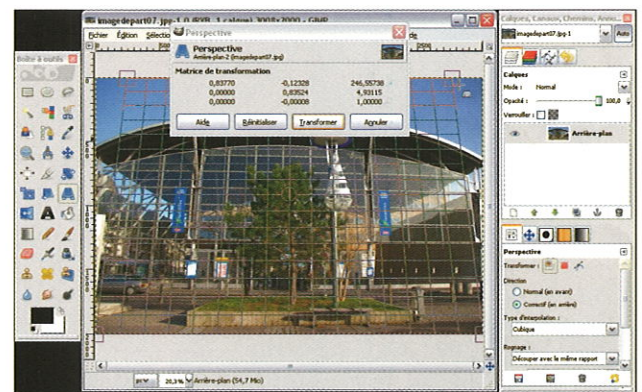 imagedepart07.jpg-1.0 (RVB, 1 calque) 3008x2000 - GIMP
Fichier Édition
Perspective
Perspective
Arrière-plan-2 (imagedepart07.jpg)
Matrice de transformation
0,83770 -0,12328 246,55738
0,00000 0,83524 4,93115
0,00000 -0,00008 1,00000
Aide Réinitialiser Transformer Annuler
Boîte à outils
20,3% Arrière-plan (54,7 Mio)
Calques, Canaux, Chemins, Annu...
imagedepart07.jpg-1 Auto
Calques
Mode : Normal
Opacité : 100,0
Verrouiller :
Arrière-plan
Perspective
Transformer :
Direction
Normal (en avant)
Correctif (en arrière)
Type d'interpolation :
Cubique
Rognage :
Découper avec le même rapport